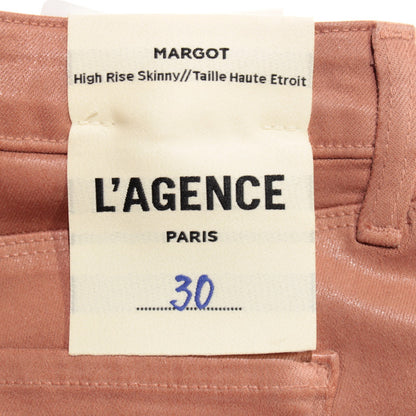 MARGOT
High Rise Skinny//Taille Haute Etroit
L'AGENCE
PARIS
30